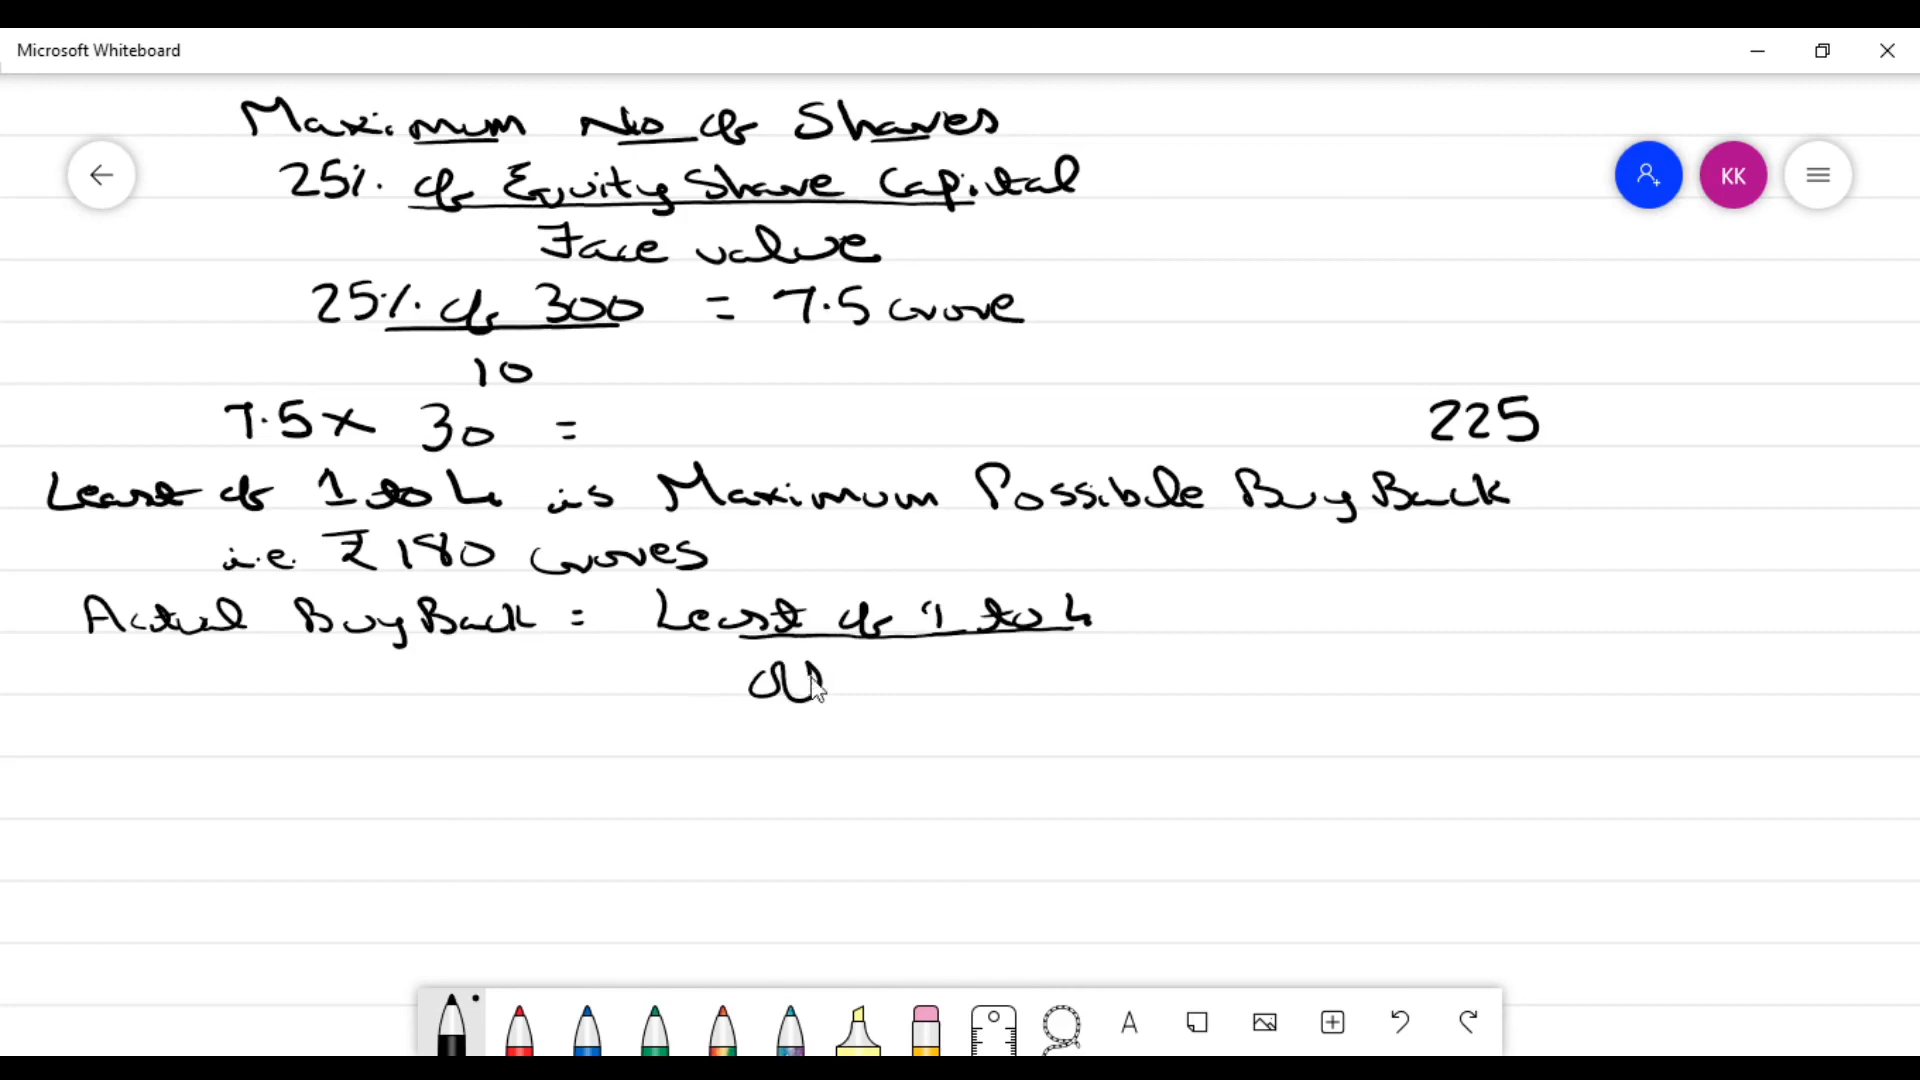 Microsoft Whiteboard
Maximum No of Shares
25% of Equity Share Capital
Face value
KK
25% of 300 = 7.5 crore
10
7.5 x 30 = 225
Least of 1 to 4 is Maximum Possible Buy Back
i.e. ₹ 180 crores
Actual Buy Back = Least of 1 to 4